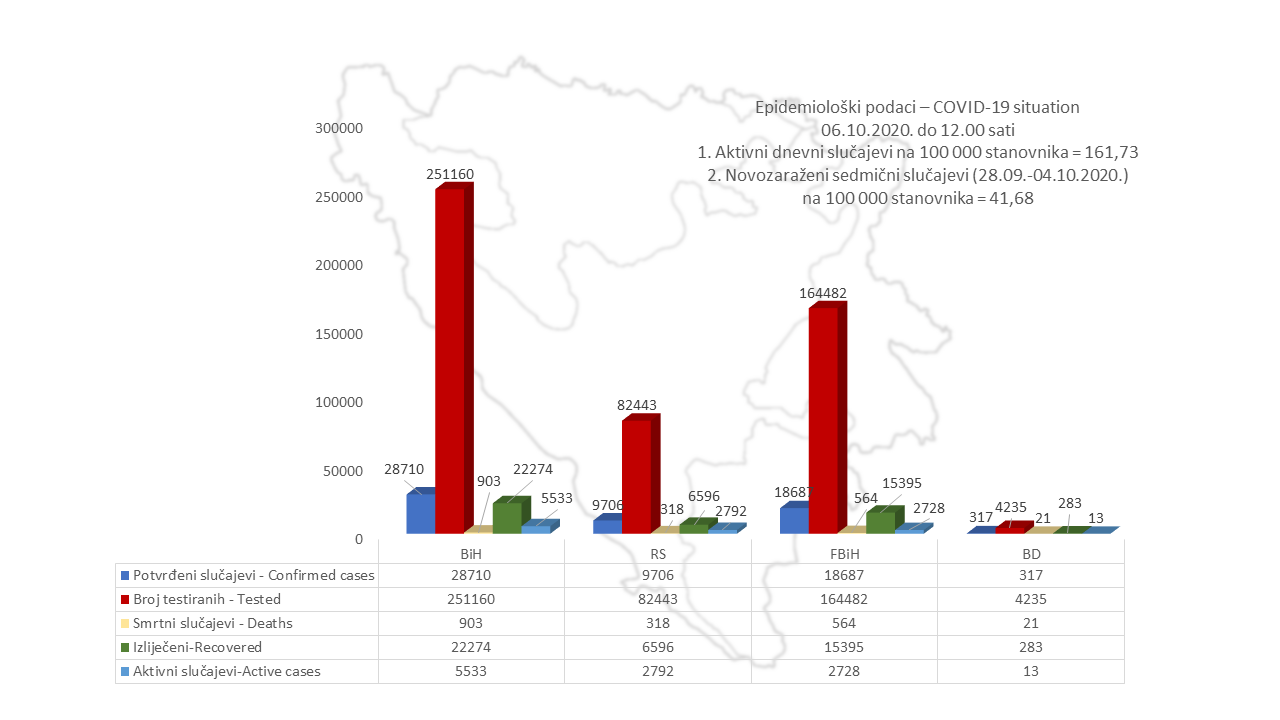 Epidemiološki podaci – COVID-19 situation
06.10.2020. do 12.00 sati
1. Aktivni dnevni slučajevi na 100 000 stanovnika = 161,73
2. Novozaraženi sedmični slučajevi (28.09.-04.10.2020.)
na 100 000 stanovnika = 41,68
300000
250000
200000
150000
100000
50000
0
28710
251160
903
22274
5533
9706
82443
318
6596
2792
18687
164482
564
15395
2728
317
4235
21
283
13
BiH RS FBiH BD
Potvrđeni slučajevi - Confirmed cases 28710 9706 18687 317
Broj testiranih - Tested 251160 82443 164482 4235
Smrtni slučajevi - Deaths 903 318 564 21
Izliječeni-Recovered 22274 6596 15395 283
Aktivni slučajevi-Active cases 5533 2792 2728 13